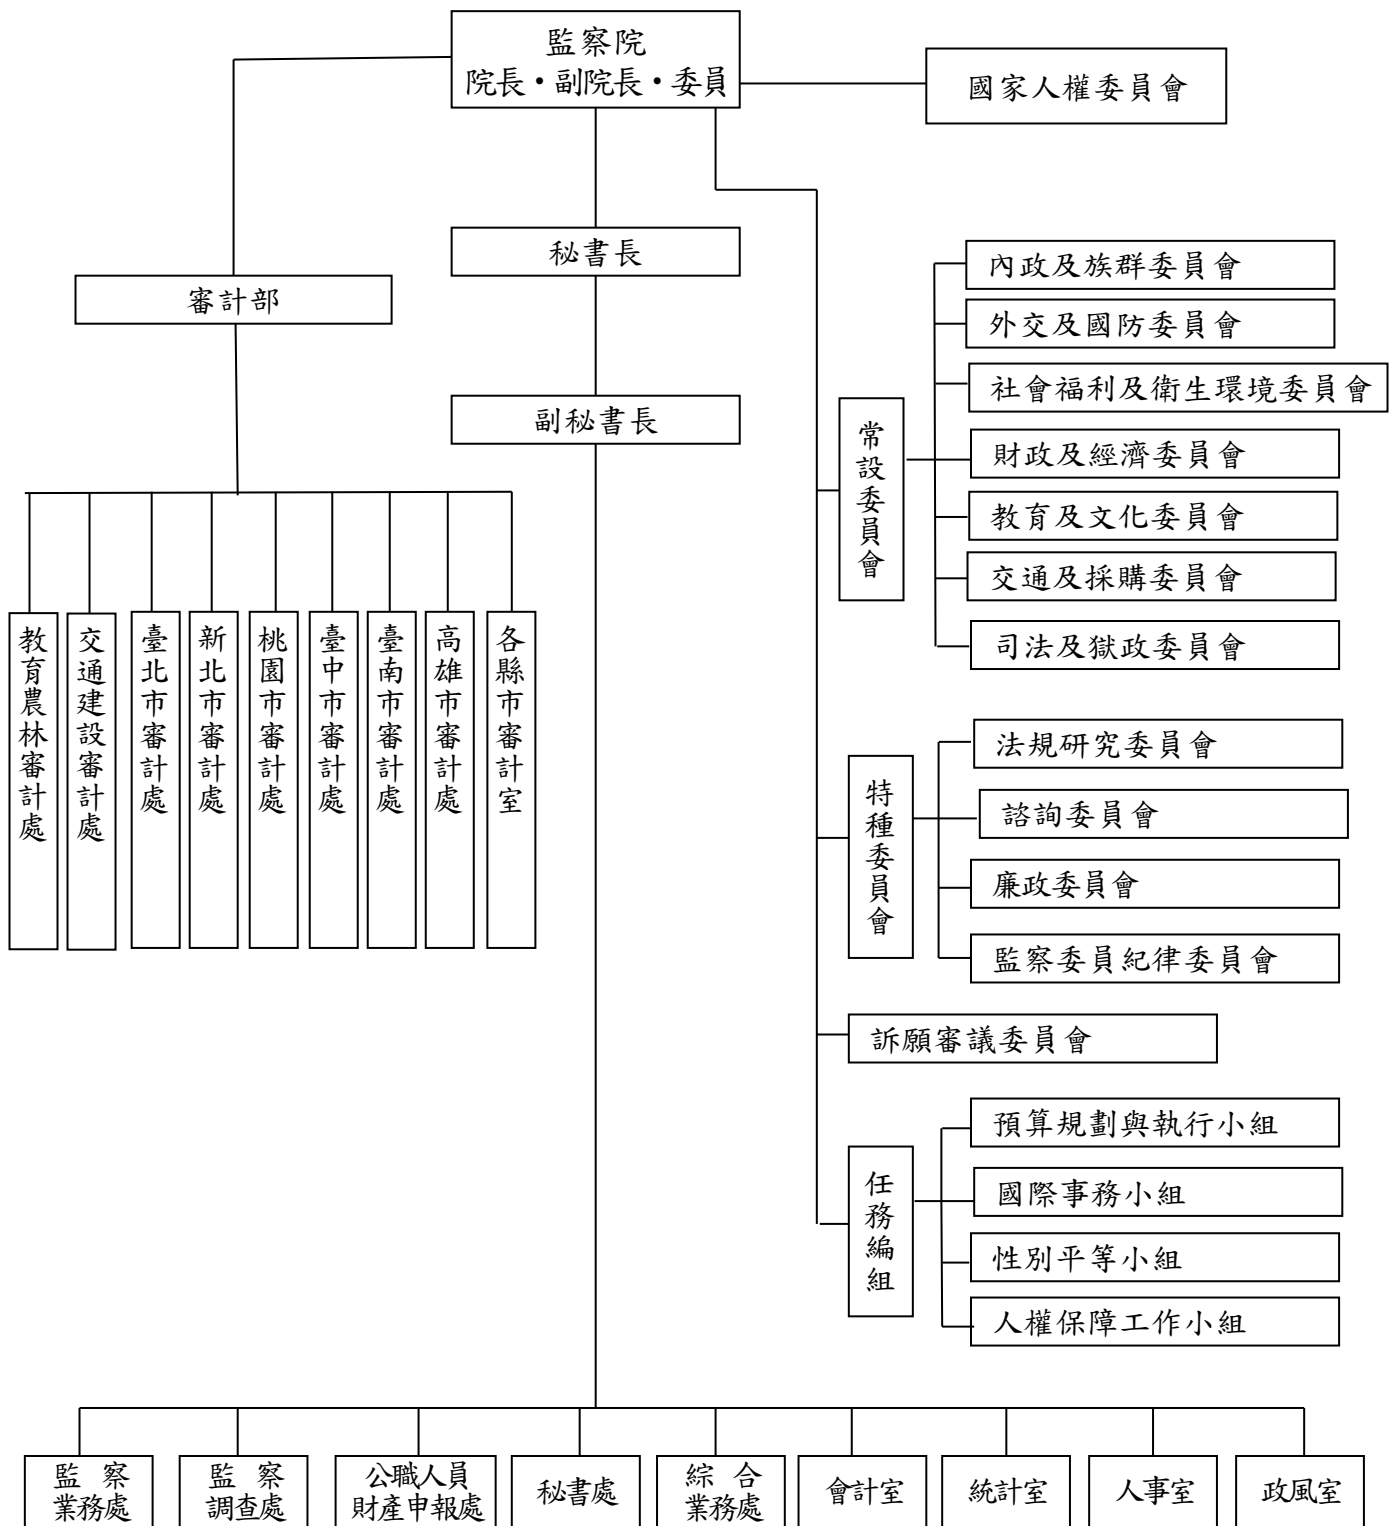 監察院
院長・副院長・委員
國家人權委員會
秘書長
審計部
副秘書長
教育農林審計處
交通建設審計處
臺北市審計處
新北市審計處
桃園市審計處
臺中市審計處
臺南市審計處
高雄市審計處
各縣市審計室
常設委員會
內政及族群委員會
外交及國防委員會
社會福利及衛生環境委員會
財政及經濟委員會
教育及文化委員會
交通及採購委員會
司法及獄政委員會
特種委員會
法規研究委員會
諮詢委員會
廉政委員會
監察委員紀律委員會
訴願審議委員會
任務編組
預算規劃與執行小組
國際事務小組
性別平等小組
人權保障工作小組
監 察
業務處
監 察
調查處
公職人員
財產申報處
秘書處
綜 合
業務處
會計室
統計室
人事室
政風室